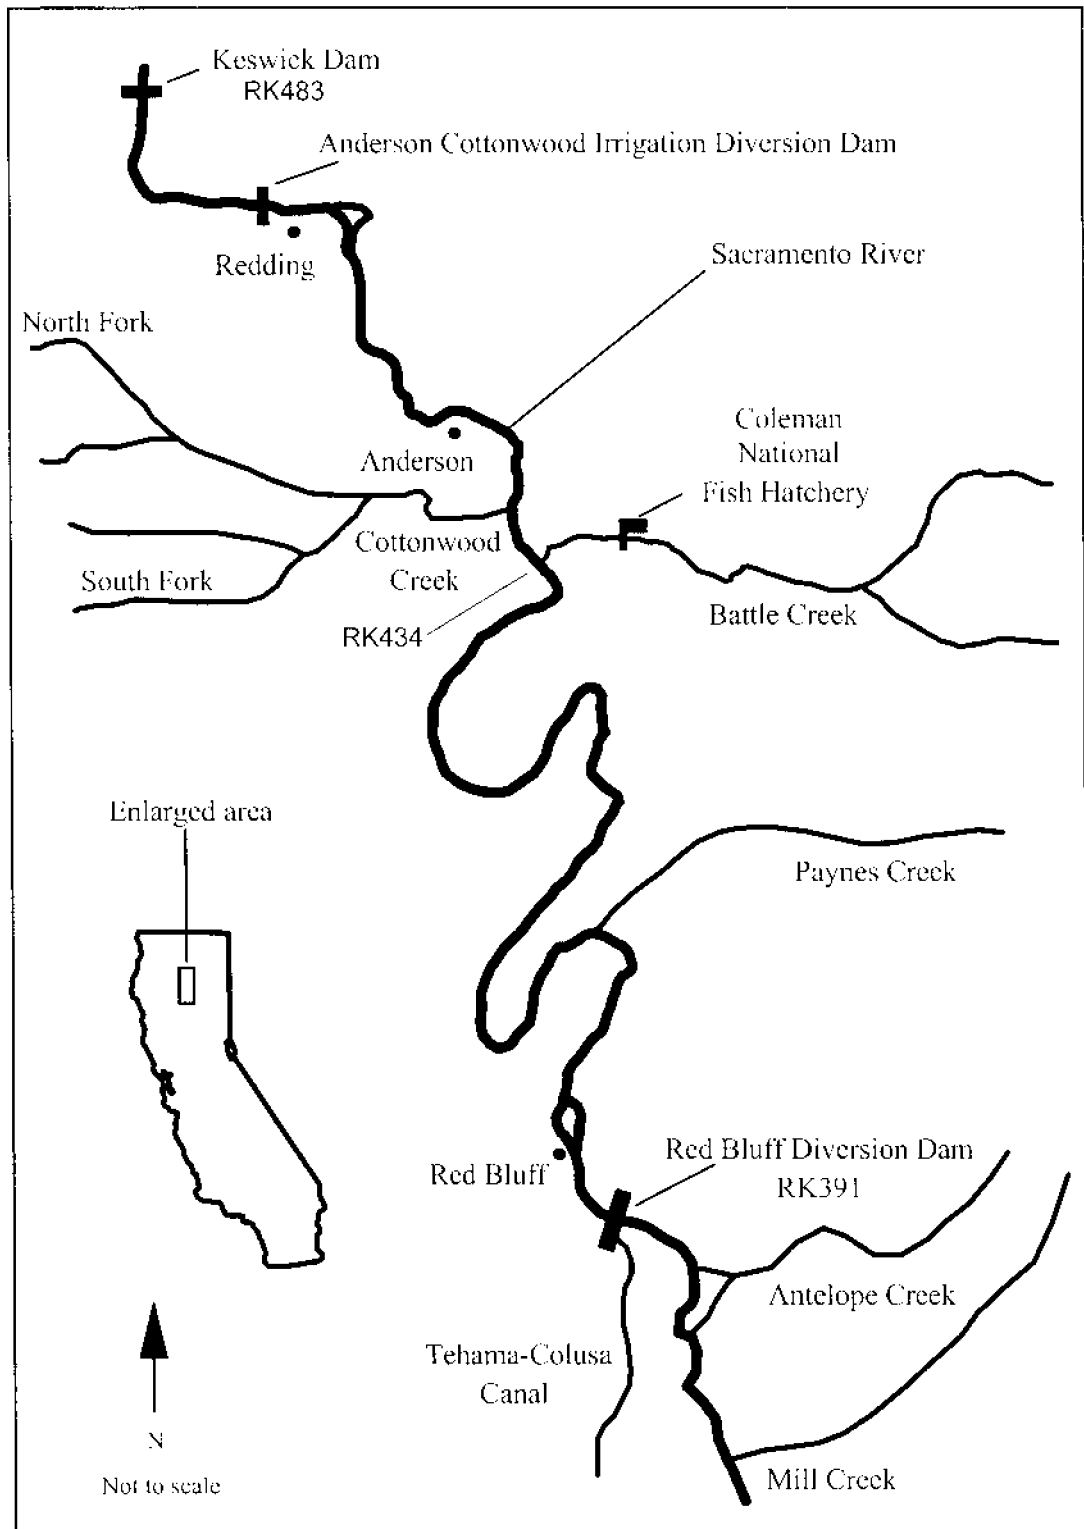 Keswick Dam
RK483
Anderson Cottonwood Irrigation Diversion Dam
Redding
Sacramento River
North Fork
Coleman
National
Fish Hatchery
Anderson
Cottonwood
Creek
South Fork
Battle Creek
RK434
Enlarged area
Paynes Creek
Red Bluff
Red Bluff Diversion Dam
RK391
Antelope Creek
Tehama-Colusa
Canal
N
Not to scale
Mill Creek